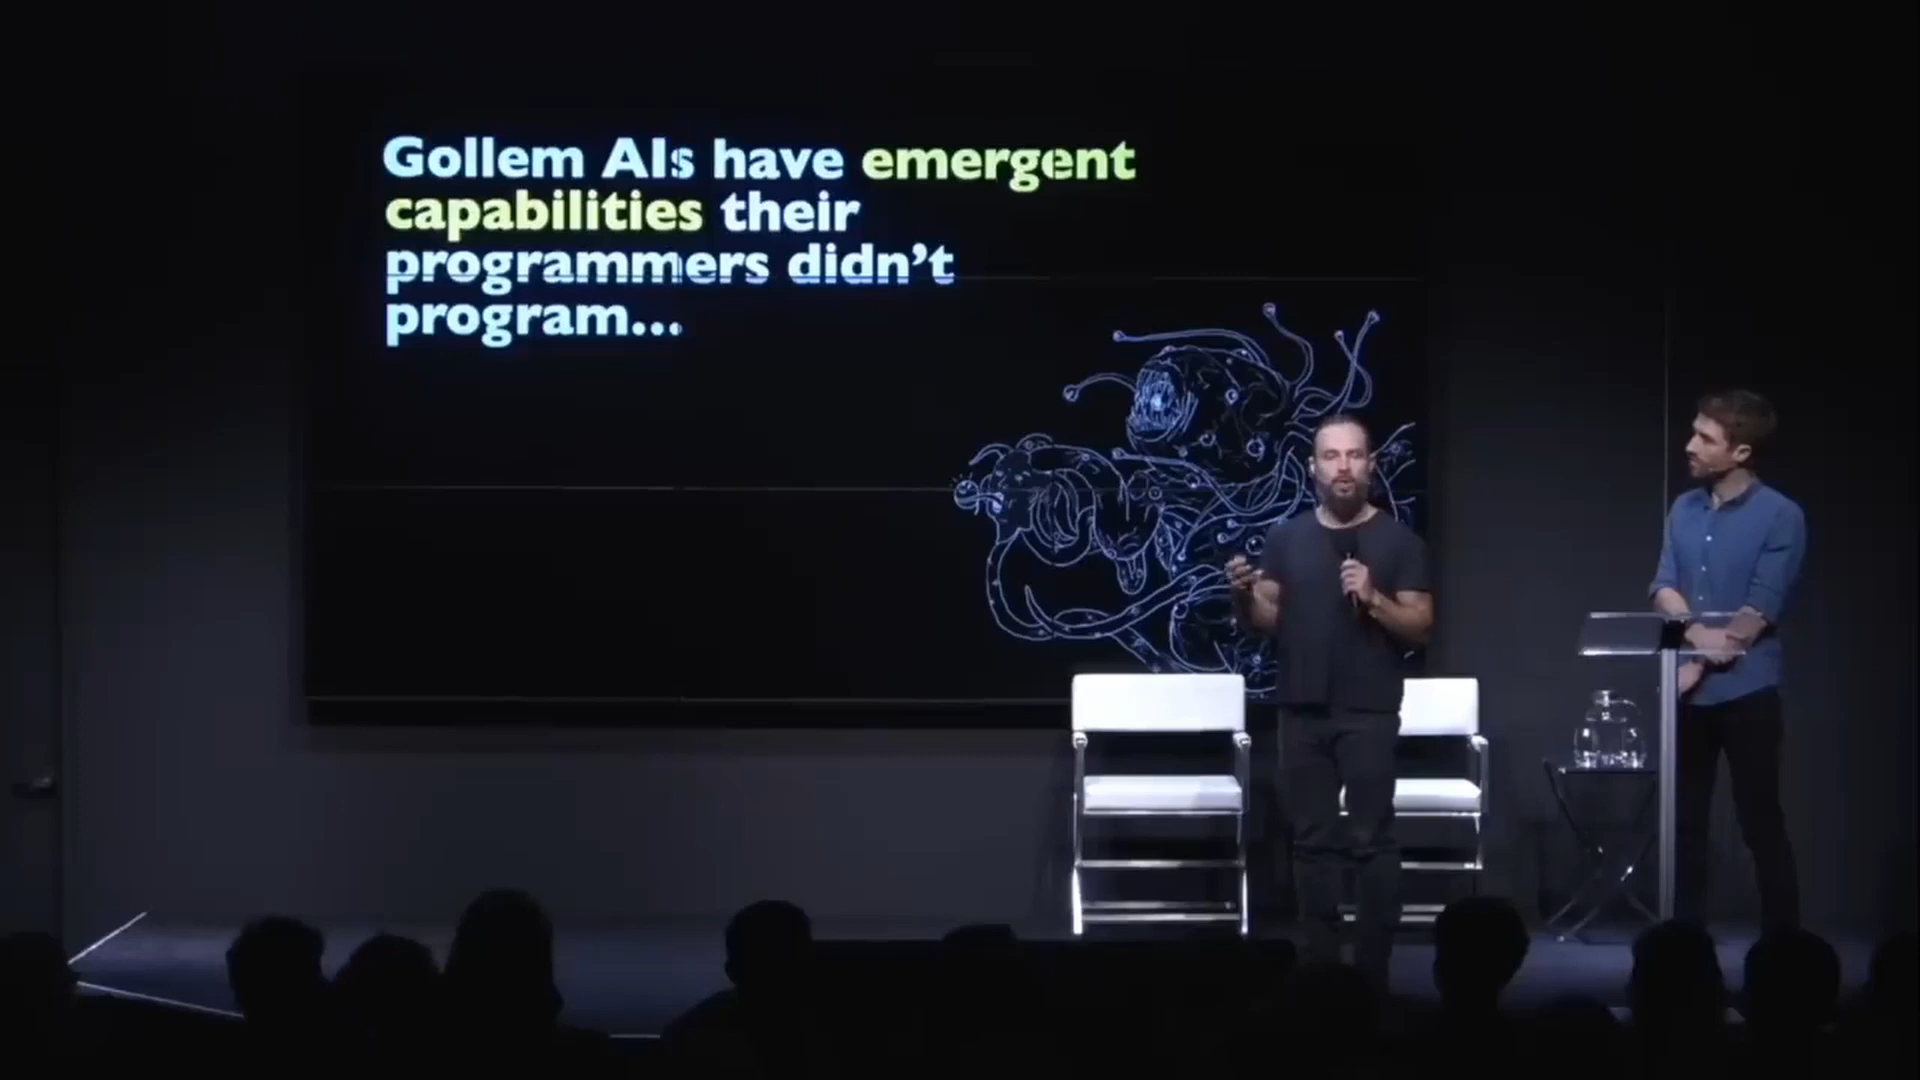 Gollem AIs have emergent
capabilities their
programmers didn't
program...